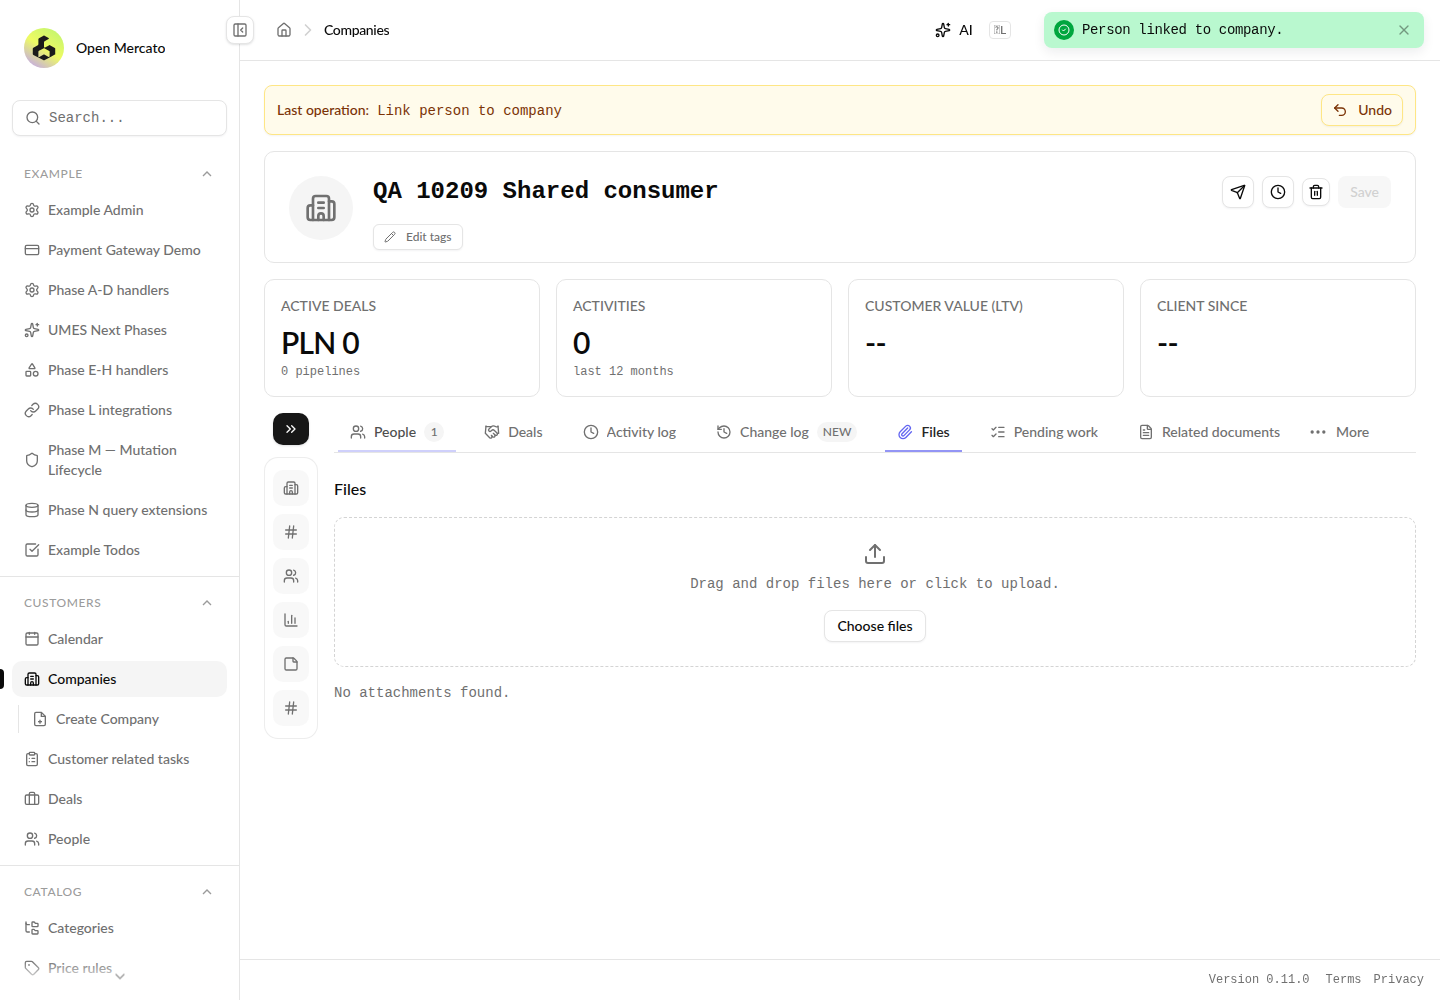 Open Mercato
Companies
AI
L
Person linked to company.
Search...
Last operation: Link person to company
Undo
EXAMPLE
Example Admin
Payment Gateway Demo
Phase A-D handlers
UMES Next Phases
Phase E-H handlers
Phase L integrations
Phase M — Mutation
Lifecycle
Phase N query extensions
Example Todos
CUSTOMERS
Calendar
Companies
Create Company
Customer related tasks
Deals
People
CATALOG
Categories
Price rules
QA 10209 Shared consumer
Edit tags
Save
ACTIVE DEALS
PLN 0
0 pipelines
ACTIVITIES
0
last 12 months
CUSTOMER VALUE (LTV)
--
CLIENT SINCE
--
People 1
Deals
Activity log
Change log NEW
Files
Pending work
Related documents
More
Files
Drag and drop files here or click to upload.
Choose files
No attachments found.
Version 0.11.0
Terms
Privacy